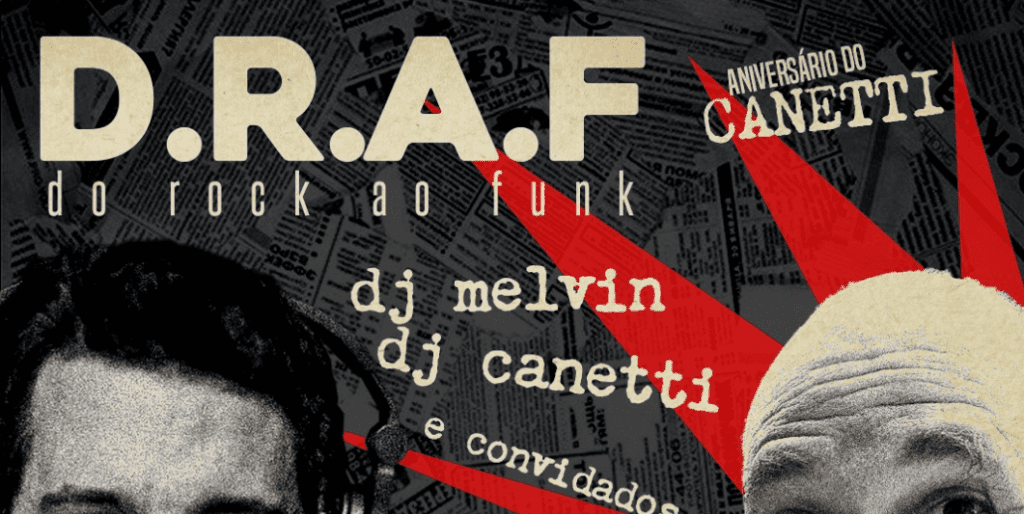 D.R.A.F
do rock ao funk
ANIVERSÁRIO DO
CANETTI
dj melvin
dj canetti
e convidados